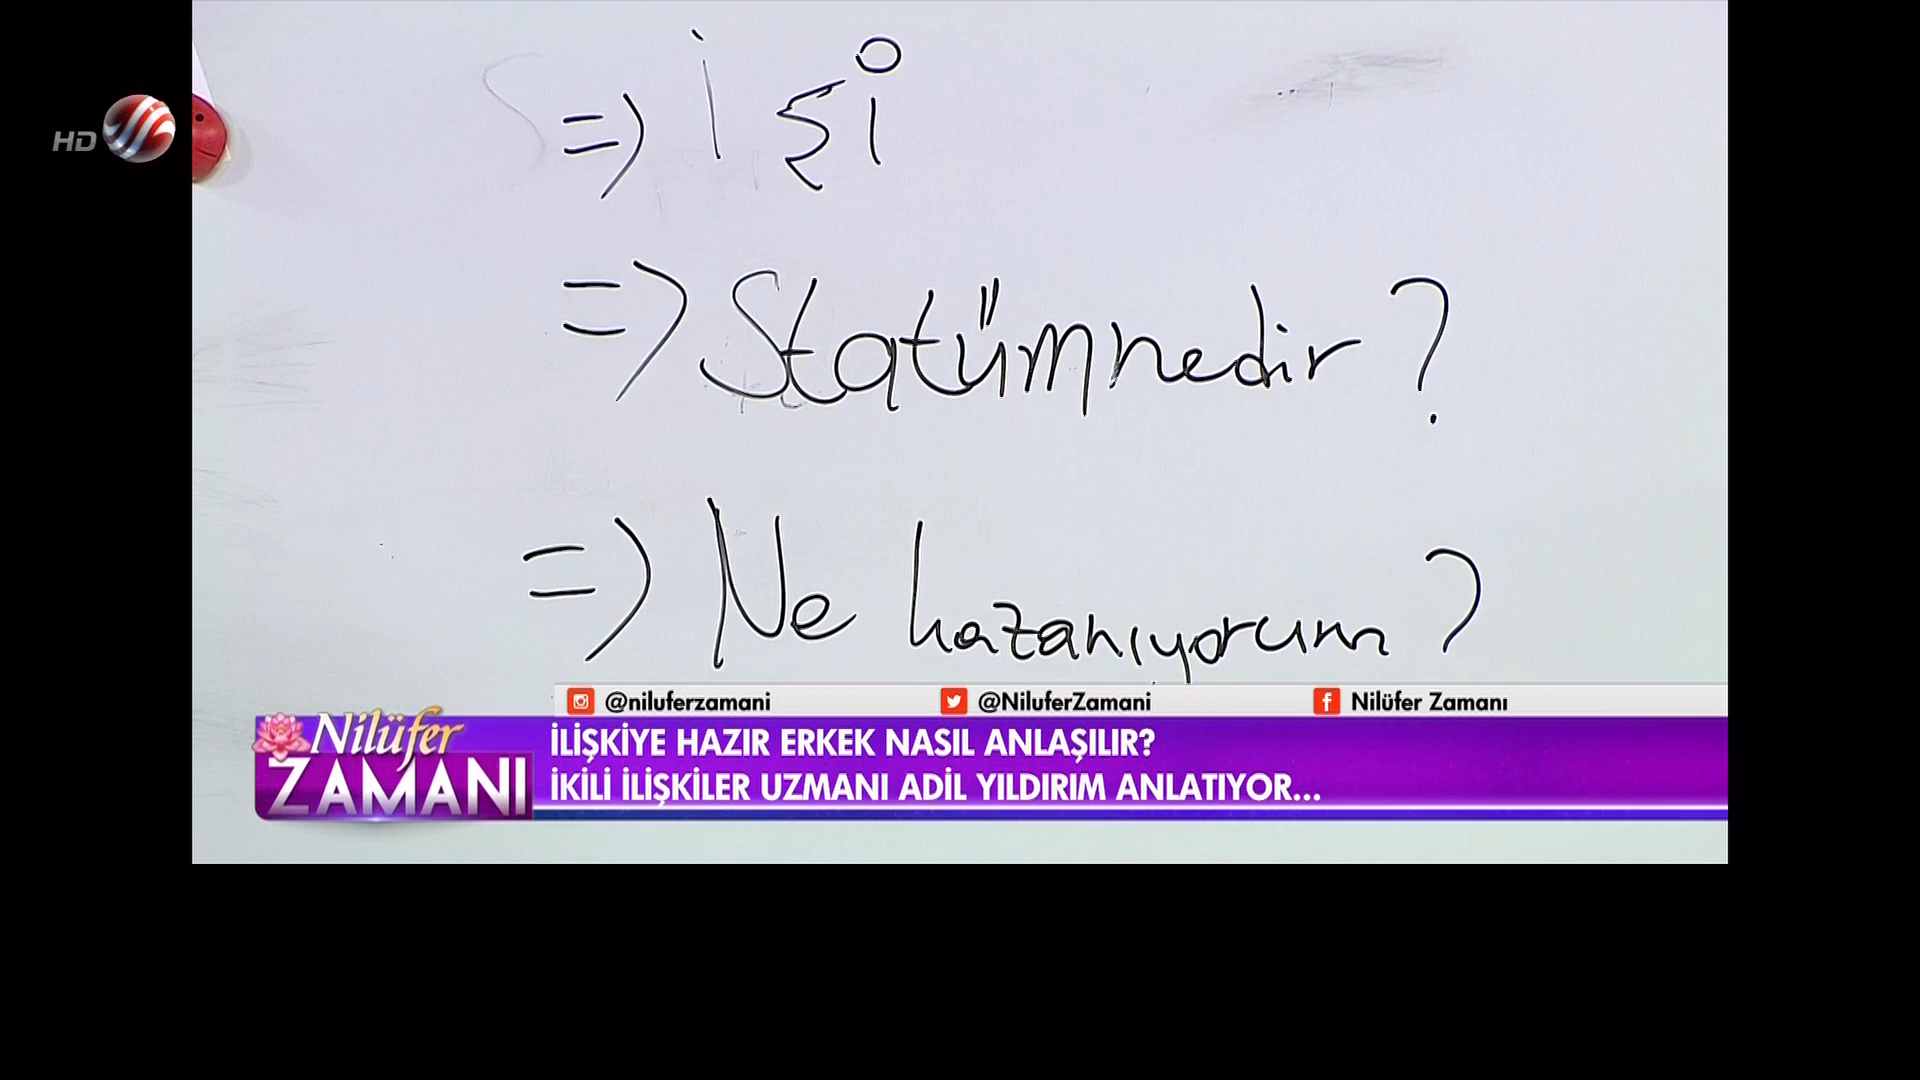 => işi
=> Statüm nedir ?
=> Ne kazanıyorum ?
HD
@niluferzamani @NiluferZamani Nilüfer Zamanı
Nilüfer
ZAMANI
İLİŞKİYE HAZIR ERKEK NASIL ANLAŞILIR?
İKİLİ İLİŞKİLER UZMANI ADİL YILDIRIM ANLATIYOR...